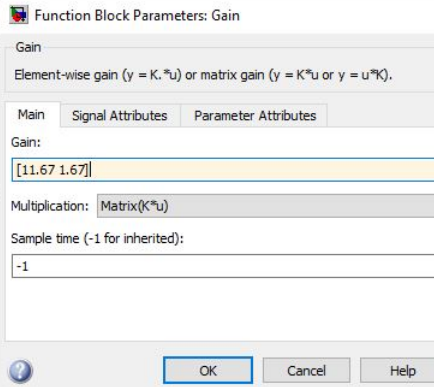 Function Block Parameters: Gain
Gain
Element-wise gain (y = K.*u) or matrix gain (y = K*u or y = u*K).
Main Signal Attributes Parameter Attributes
Gain:
[11.67 1.67]
Multiplication: Matrix(K*u)
Sample time (-1 for inherited):
-1
? OK Cancel Help